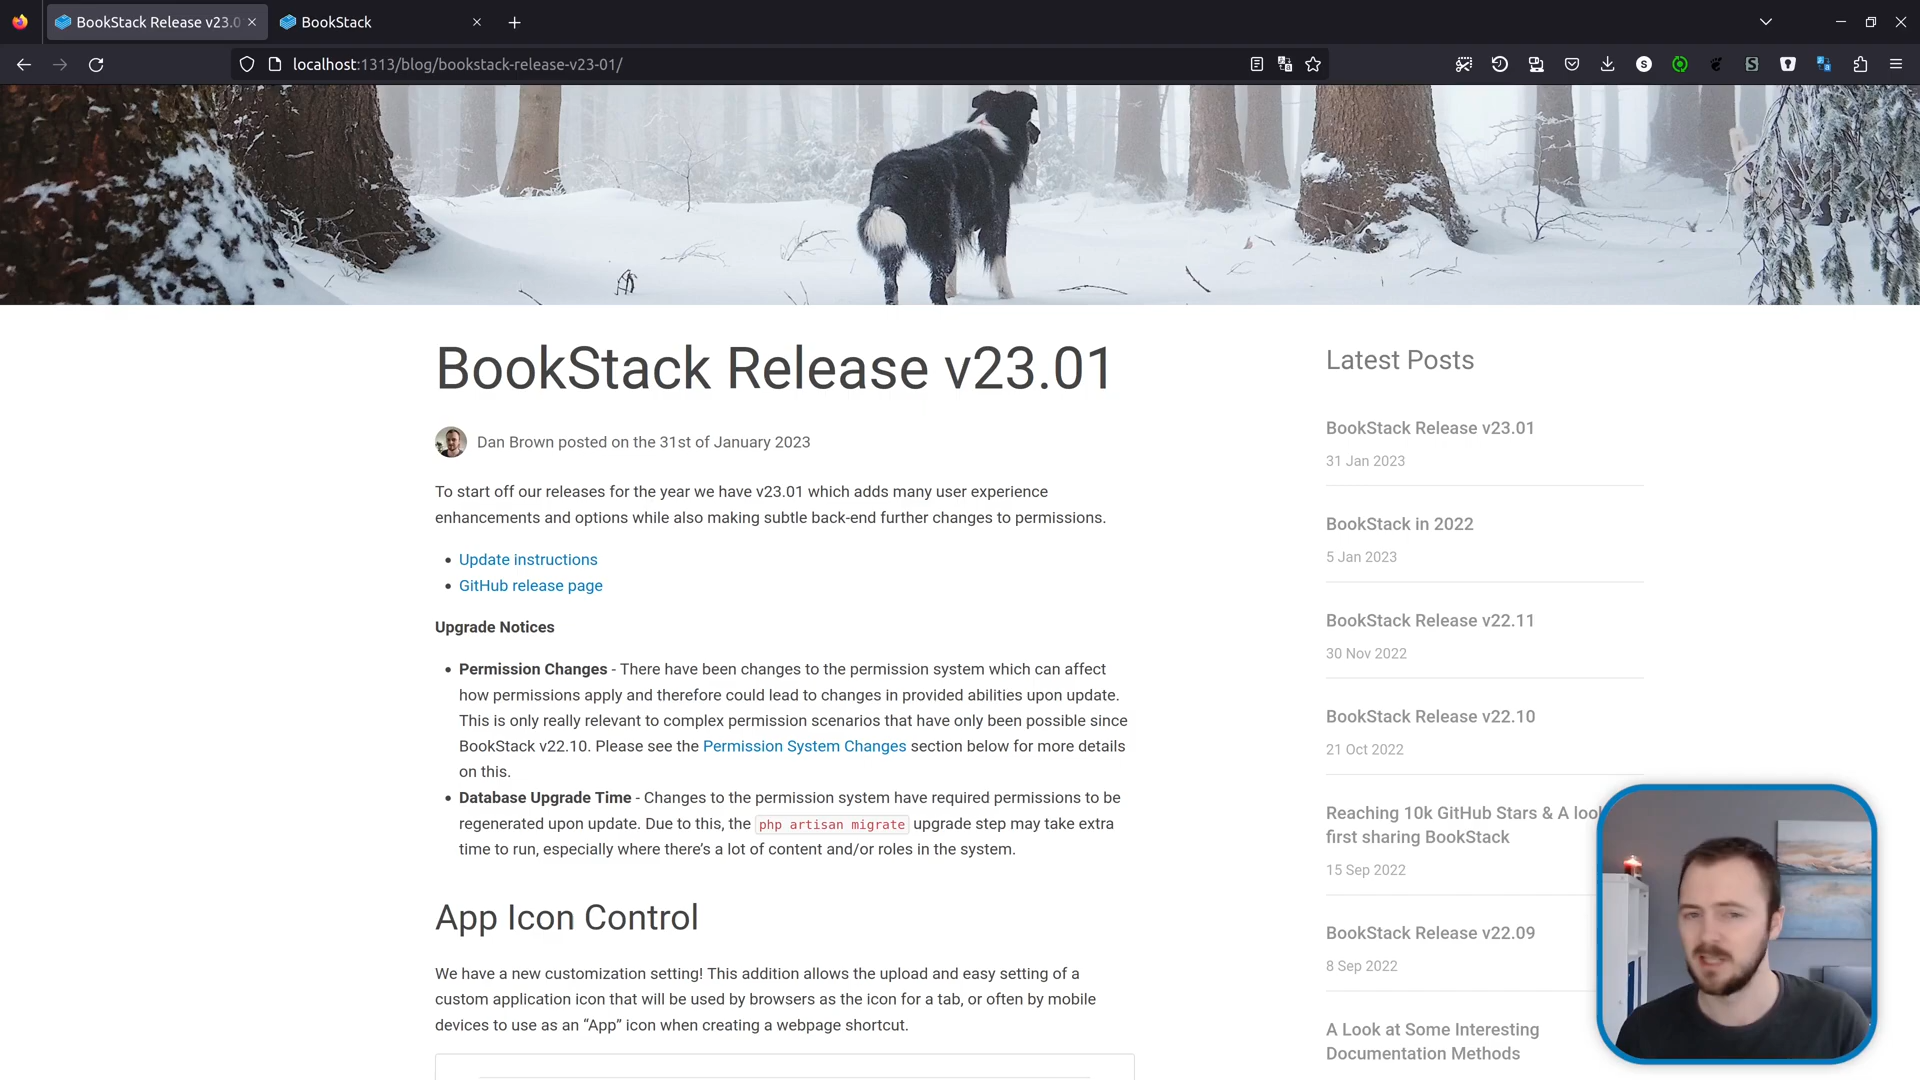 BookStack Release v23.0
BookStack
localhost:1313/blog/bookstack-release-v23-01/
BookStack Release v23.01
Dan Brown posted on the 31st of January 2023
To start off our releases for the year we have v23.01 which adds many user experience
enhancements and options while also making subtle back-end further changes to permissions.
Update instructions
GitHub release page
Upgrade Notices
Permission Changes - There have been changes to the permission system which can affect
how permissions apply and therefore could lead to changes in provided abilities upon update.
This is only really relevant to complex permission scenarios that have only been possible since
BookStack v22.10. Please see the Permission System Changes section below for more details
on this.
Database Upgrade Time - Changes to the permission system have required permissions to be
regenerated upon update. Due to this, the php artisan migrate upgrade step may take extra
time to run, especially where there’s a lot of content and/or roles in the system.
App Icon Control
We have a new customization setting! This addition allows the upload and easy setting of a
custom application icon that will be used by browsers as the icon for a tab, or often by mobile
devices to use as an “App” icon when creating a webpage shortcut.
Latest Posts
BookStack Release v23.01
31 Jan 2023
BookStack in 2022
5 Jan 2023
BookStack Release v22.11
30 Nov 2022
BookStack Release v22.10
21 Oct 2022
Reaching 10k GitHub Stars & A loo
first sharing BookStack
15 Sep 2022
BookStack Release v22.09
8 Sep 2022
A Look at Some Interesting
Documentation Methods